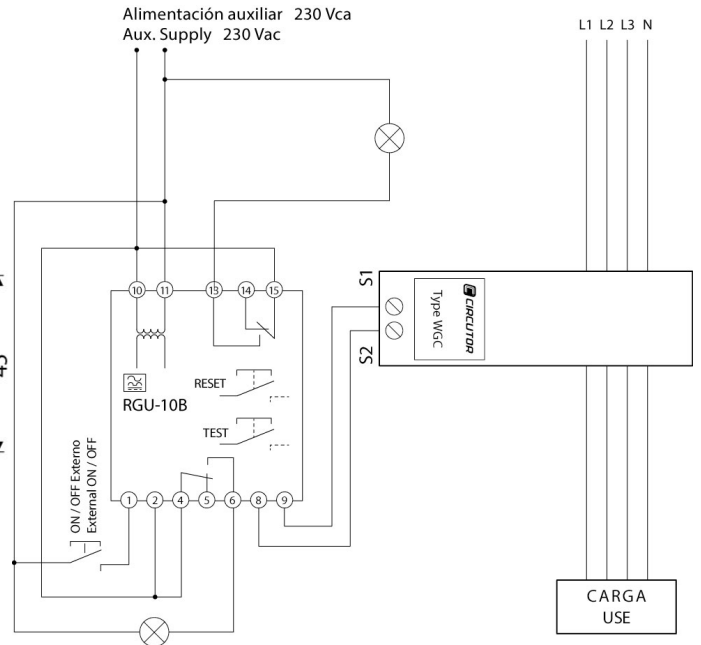 Alimentación auxiliar 230 Vca
Aux. Supply 230 Vac
L1 L2 L3 N
10 11 13 14 15
S1
S2
CIRCUTOR
Type WGC
RESET
RGU-10B
TEST
ON / OFF Externo
External ON / OFF
1 2 4 5 6 8 9
CARGA
USE